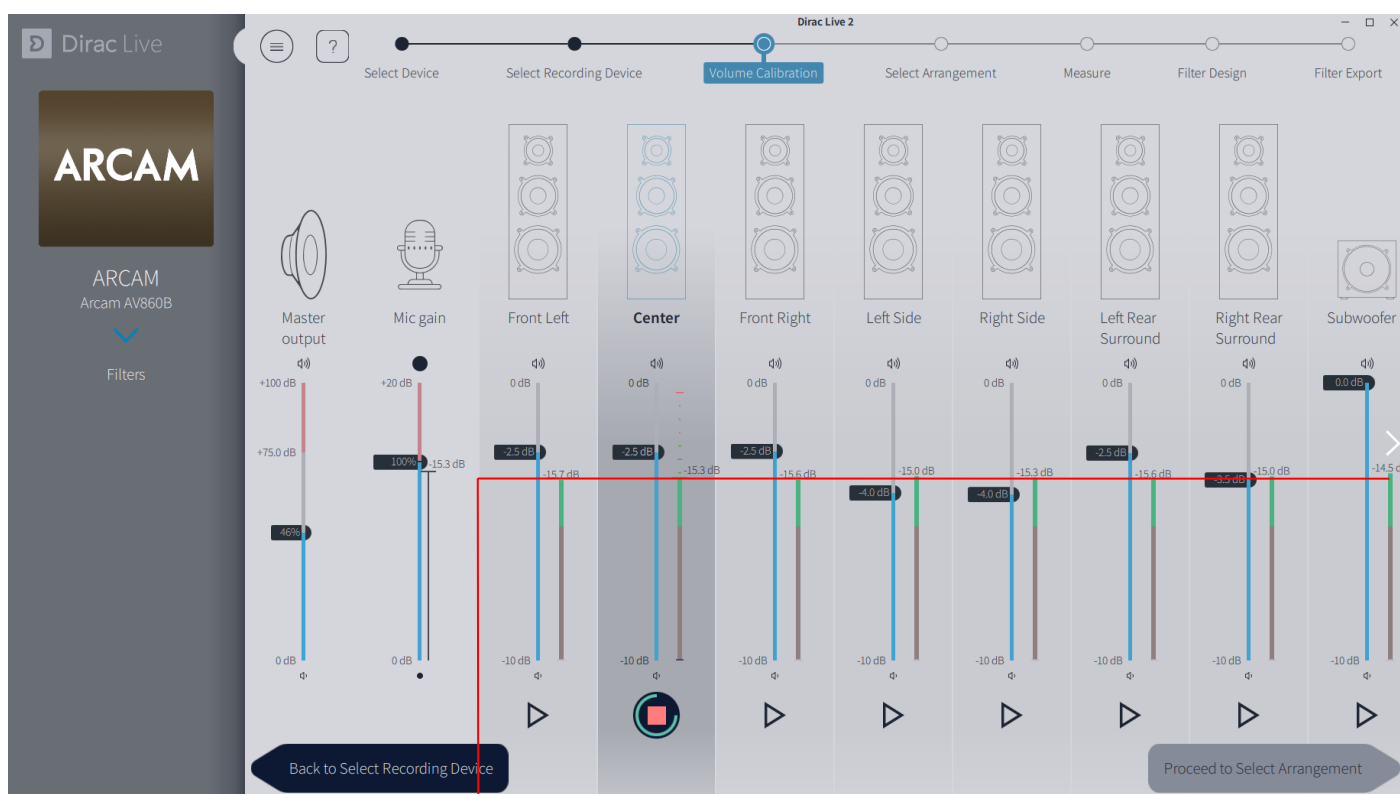 Dirac Live 2
Dirac Live
?
Select Device
Select Recording Device
Volume Calibration
Select Arrangement
Measure
Filter Design
Filter Export
ARCAM
ARCAM
Arcam AV860B
Filters
Master
output
Mic gain
Front Left
Center
Front Right
Left Side
Right Side
Left Rear
Surround
Right Rear
Surround
Subwoofer
+100 dB
+20 dB
0 dB
0 dB
0 dB
0 dB
0 dB
0 dB
0 dB
0.0 dB
+75.0 dB
100%
-15.3 dB
-2.5 dB
-15.7 dB
-2.5 dB
-15.3 dB
-2.5 dB
-15.6 dB
-4.0 dB
-15.0 dB
-4.0 dB
-15.3 dB
-2.5 dB
-15.6 dB
-3.5 dB
-15.0 dB
-14.5 d
46%
0 dB
0 dB
-10 dB
-10 dB
-10 dB
-10 dB
-10 dB
-10 dB
-10 dB
-10 dB
Back to Select Recording Device
Proceed to Select Arrangement